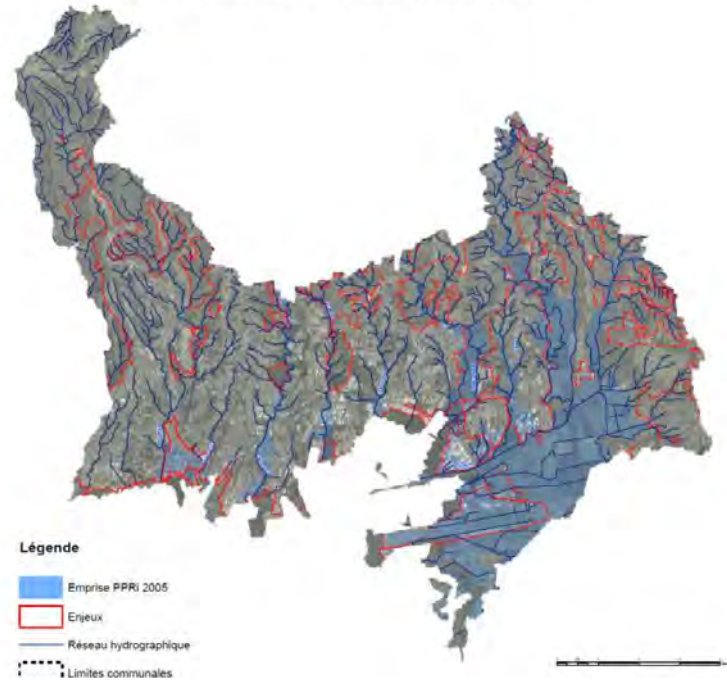 Légende
Emprise PPRi 2005
Enjeux
Réseau hydrographique
Limites communales